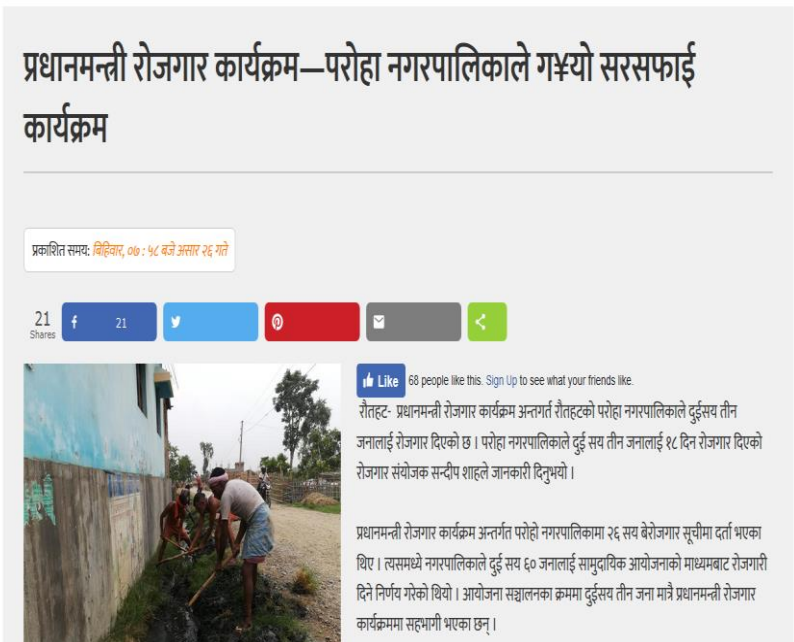 प्रधानमन्त्री रोजगार कार्यक्रम—परोहा नगरपालिकाले ग¥यो सरसफाई
कार्यक्रम
प्रकाशित समय: बिहिवार, ०७ : ५८ बजे असार २६ गते
21
Shares
21
Like 68 people like this. Sign Up to see what your friends like.
रौतहट- प्रधानमन्त्री रोजगार कार्यक्रम अन्तगर्त रौतहटको परोहा नगरपालिकाले दुईसय तीन
जनालाई रोजगार दिएको छ । परोहा नगरपालिकाले दुई सय तीन जनालाई १८ दिन रोजगार दिएको
रोजगार संयोजक सन्दीप शाहले जानकारी दिनुभयो ।
प्रधानमन्त्री रोजगार कार्यक्रम अन्तर्गत परोहो नगरपालिकामा २६ सय बेरोजगार सूचीमा दर्ता भएका
थिए । त्यसमध्ये नगरपालिकाले दुई सय ६० जनालाई सामुदायिक आयोजनाको माध्यमबाट रोजगारी
दिने निर्णय गरेको थियो । आयोजना सञ्चालनका क्रममा दुईसय तीन जना मात्रै प्रधानमन्त्री रोजगार
कार्यक्रममा सहभागी भएका छन् ।